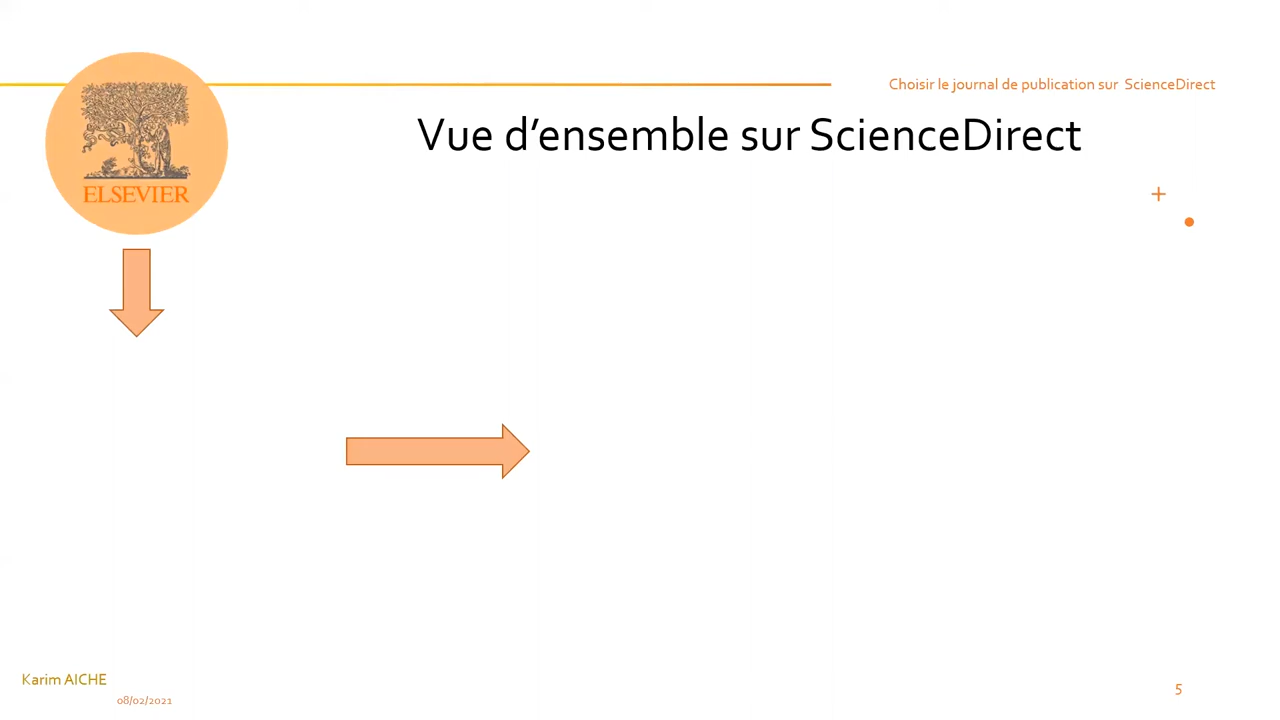 Choisir le journal de publication sur ScienceDirect
Vue d’ensemble sur ScienceDirect
ELSEVIER
Karim AICHE
08/02/2021
5